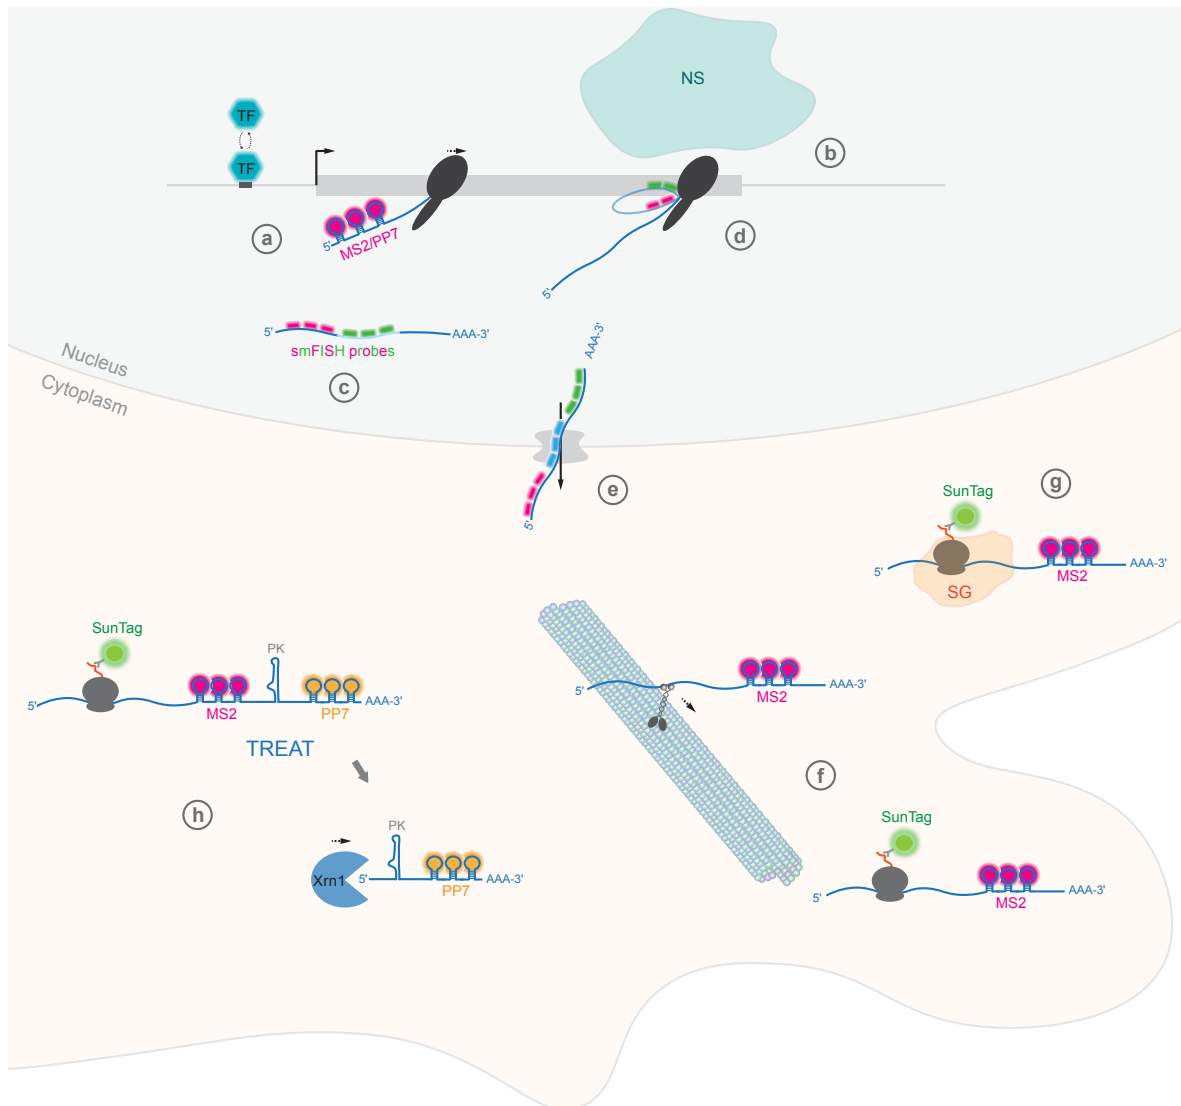 NS
TF
TF
b
a
5'
MS2/PP7
d
5'
5'
AAA-3'
smFISH probes
c
AAA-3'
Nucleus
Cytoplasm
e
5'
g
SunTag
5'
AAA-3'
MS2
SG
SunTag
PK
5'
MS2
PP7
AAA-3'
TREAT
5'
MS2
AAA-3'
f
h
PK
Xrn1
5'
PP7
AAA-3'
SunTag
5'
MS2
AAA-3'